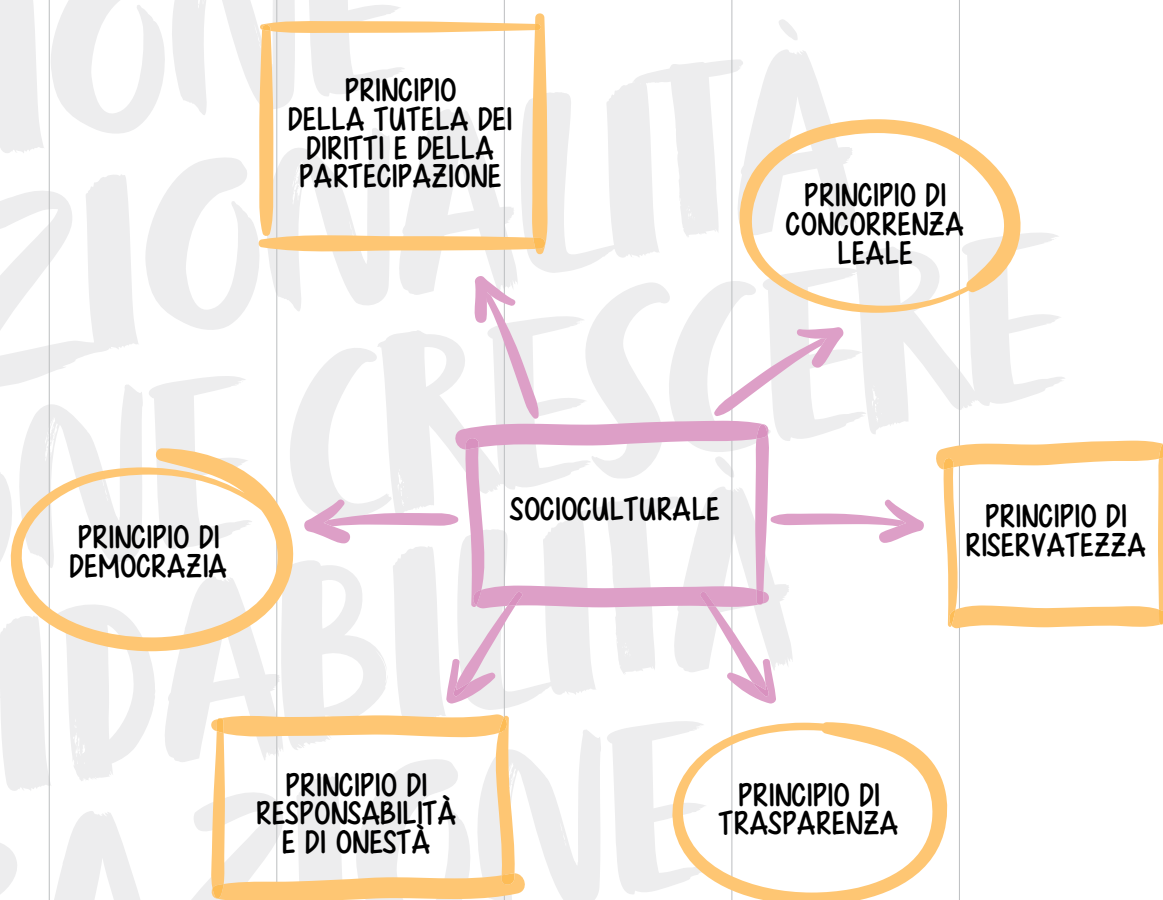 PRINCIPIO
DELLA TUTELA DEI
DIRITTI E DELLA
PARTECIPAZIONE
PRINCIPIO DI
CONCORRENZA
LEALE
SOCIOCULTURALE
PRINCIPIO DI
RISERVATEZZA
PRINCIPIO DI
DEMOCRAZIA
PRINCIPIO DI
RESPONSABILITÀ
E DI ONESTÀ
PRINCIPIO DI
TRASPARENZA
CRESCERE